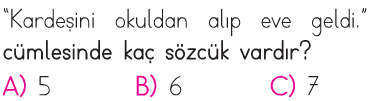 "Kardeşini okuldan alıp eve geldi."
cümlesinde kaç sözcük vardır?
A) 5 B) 6 C) 7